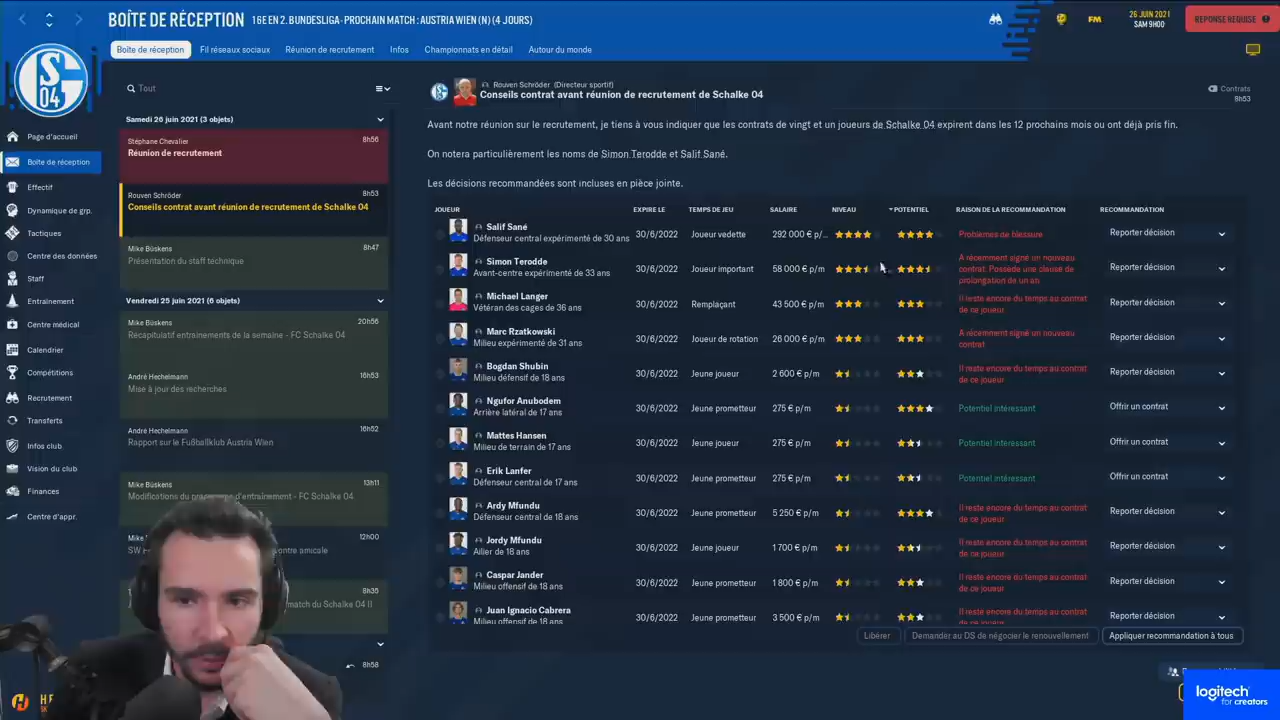 BOÎTE DE RÉCEPTION
16E EN 2. BUNDESLIGA - PROCHAIN MATCH : AUSTRIA WIEN (N) (4 JOURS)
FM
26 JUIN 2021
SAM 9H00
RÉPONSE REQUISE
Boîte de réception
Fil réseaux sociaux
Réunion de recrutement
Infos
Championnats en détail
Autour du monde
S 04
Page d'accueil
Boîte de réception
Effectif
Dynamique de grp.
Tactiques
Centre des données
Staff
Entraînement
Centre médical
Calendrier
Compétitions
Recrutement
Transferts
Infos club
Vision du club
Finances
Centre d'appr.
Tout
Samedi 26 juin 2021 (3 objets)
Stéphane Chevalier 8h56
Réunion de recrutement
Rouven Schröder 8h53
Conseils contrat avant réunion de recrutement de Schalke 04
Mike Büskens 8h47
Présentation du staff technique
Vendredi 25 juin 2021 (6 objets)
Mike Büskens 20h56
Récapitulatif entraînements de la semaine - FC Schalke 04
André Hechelmann 16h53
Mise à jour des recherches
André Hechelmann 16h52
Rapport sur le Fußballklub Austria Wien
Mike Büskens 13h11
Modifications du programme d'entraînement - FC Schalke 04
12h00
contre amicale
8h35
match du Schalke 04 II
8h58
Rouven Schröder (Directeur sportif)
Conseils contrat avant réunion de recrutement de Schalke 04
Contrats
8h53
Avant notre réunion sur le recrutement, je tiens à vous indiquer que les contrats de vingt et un joueurs de Schalke 04 expirent dans les 12 prochains mois ou ont déjà pris fin.
On notera particulièrement les noms de Simon Terodde et Salif Sané.
Les décisions recommandées sont incluses en pièce jointe.
JOUEUR EXPIRE LE TEMPS DE JEU SALAIRE NIVEAU POTENTIEL RAISON DE LA RECOMMANDATION RECOMMANDATION
Salif Sané
Défenseur central expérimenté de 30 ans 30/6/2022 Joueur vedette 292 000 € p/... Problèmes de blessure Reporter décision
Simon Terodde
Avant-centre expérimenté de 33 ans 30/6/2022 Joueur important 58 000 € p/m A récemment signé un nouveau contrat. Possède une clause de prolongation de un an Reporter décision
Michael Langer
Vétéran des cages de 36 ans 30/6/2022 Remplaçant 43 500 € p/m Il reste encore du temps au contrat de ce joueur Reporter décision
Marc Rzatkowski
Milieu expérimenté de 31 ans 30/6/2022 Joueur de rotation 26 000 € p/m A récemment signé un nouveau contrat Reporter décision
Bogdan Shubin
Milieu défensif de 18 ans 30/6/2022 Jeune joueur 2 600 € p/m Il reste encore du temps au contrat de ce joueur Reporter décision
Ngufor Anubodem
Arrière latéral de 17 ans 30/6/2022 Jeune prometteur 275 € p/m Potentiel intéressant Offrir un contrat
Mattes Hansen
Milieu de terrain de 17 ans 30/6/2022 Jeune joueur 275 € p/m Potentiel intéressant Offrir un contrat
Erik Lanfer
Défenseur central de 17 ans 30/6/2022 Jeune prometteur 275 € p/m Potentiel intéressant Offrir un contrat
Ardy Mfundu
Défenseur central de 18 ans 30/6/2022 Jeune prometteur 5 250 € p/m Il reste encore du temps au contrat de ce joueur Reporter décision
Jordy Mfundu
Ailier de 18 ans 30/6/2022 Jeune joueur 1 700 € p/m Il reste encore du temps au contrat de ce joueur Reporter décision
Caspar Jander
Milieu offensif de 18 ans 30/6/2022 Jeune prometteur 1 800 € p/m Il reste encore du temps au contrat de ce joueur Reporter décision
Juan Ignacio Cabrera
Milieu offensif de 18 ans 30/6/2022 Jeune prometteur 3 500 € p/m Il reste encore du temps au contrat de ce joueur Reporter décision
Libérer
Demander au DS de négocier le renouvellement
Appliquer recommandation à tous
logitech
for creators